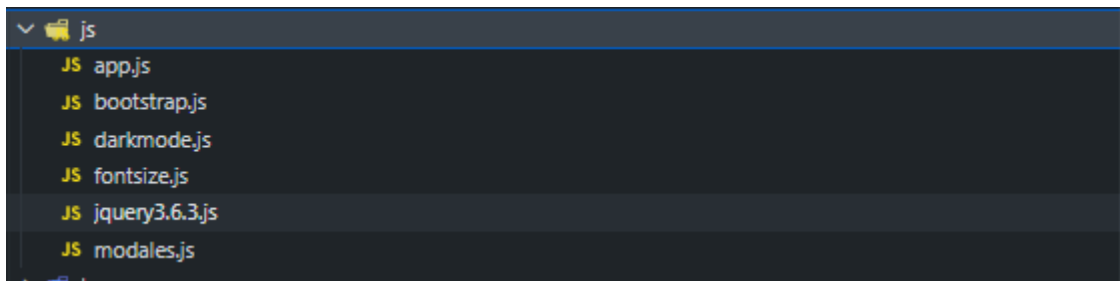 js
JS app.js
JS bootstrap.js
JS darkmode.js
JS fontsize.js
JS jquery3.6.3.js
JS modales.js